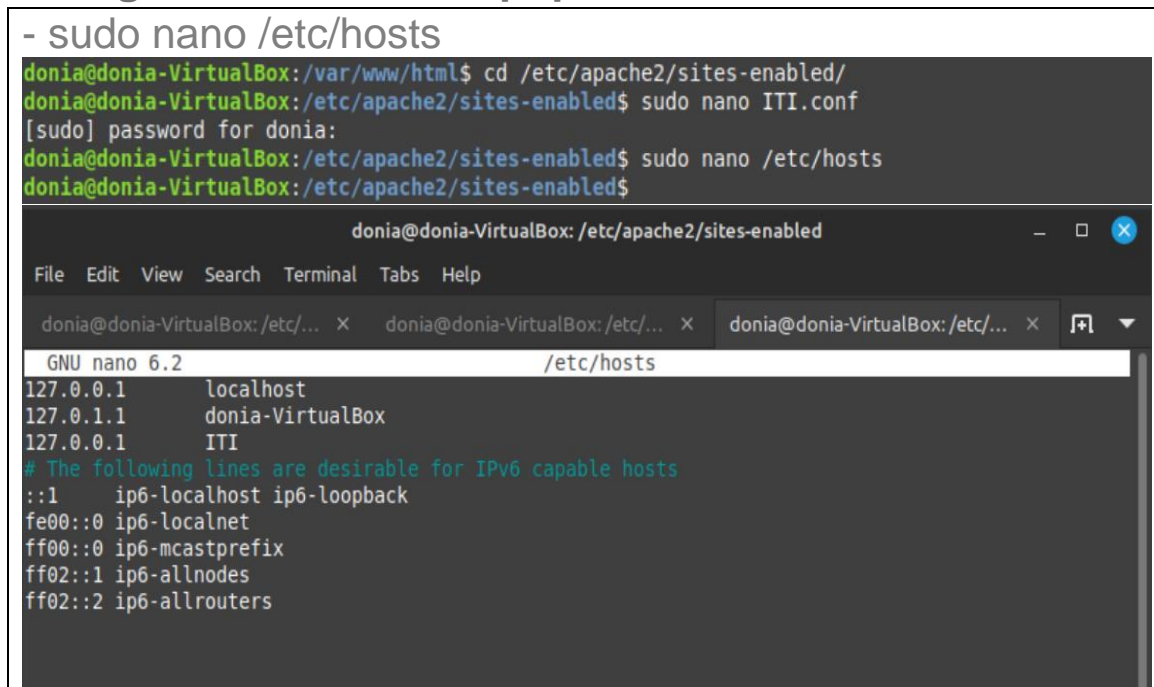 - sudo nano /etc/hosts
donia@donia-VirtualBox:/var/www/html$ cd /etc/apache2/sites-enabled/
donia@donia-VirtualBox:/etc/apache2/sites-enabled$ sudo nano ITI.conf
[sudo] password for donia:
donia@donia-VirtualBox:/etc/apache2/sites-enabled$ sudo nano /etc/hosts
donia@donia-VirtualBox:/etc/apache2/sites-enabled$
donia@donia-VirtualBox: /etc/apache2/sites-enabled
File Edit View Search Terminal Tabs Help
donia@donia-VirtualBox: /etc/... × donia@donia-VirtualBox: /etc/... × donia@donia-VirtualBox: /etc/... ×
GNU nano 6.2 /etc/hosts
127.0.0.1 localhost
127.0.1.1 donia-VirtualBox
127.0.0.1 ITI
# The following lines are desirable for IPv6 capable hosts
::1 ip6-localhost ip6-loopback
fe00::0 ip6-localnet
ff00::0 ip6-mcastprefix
ff02::1 ip6-allnodes
ff02::2 ip6-allrouters